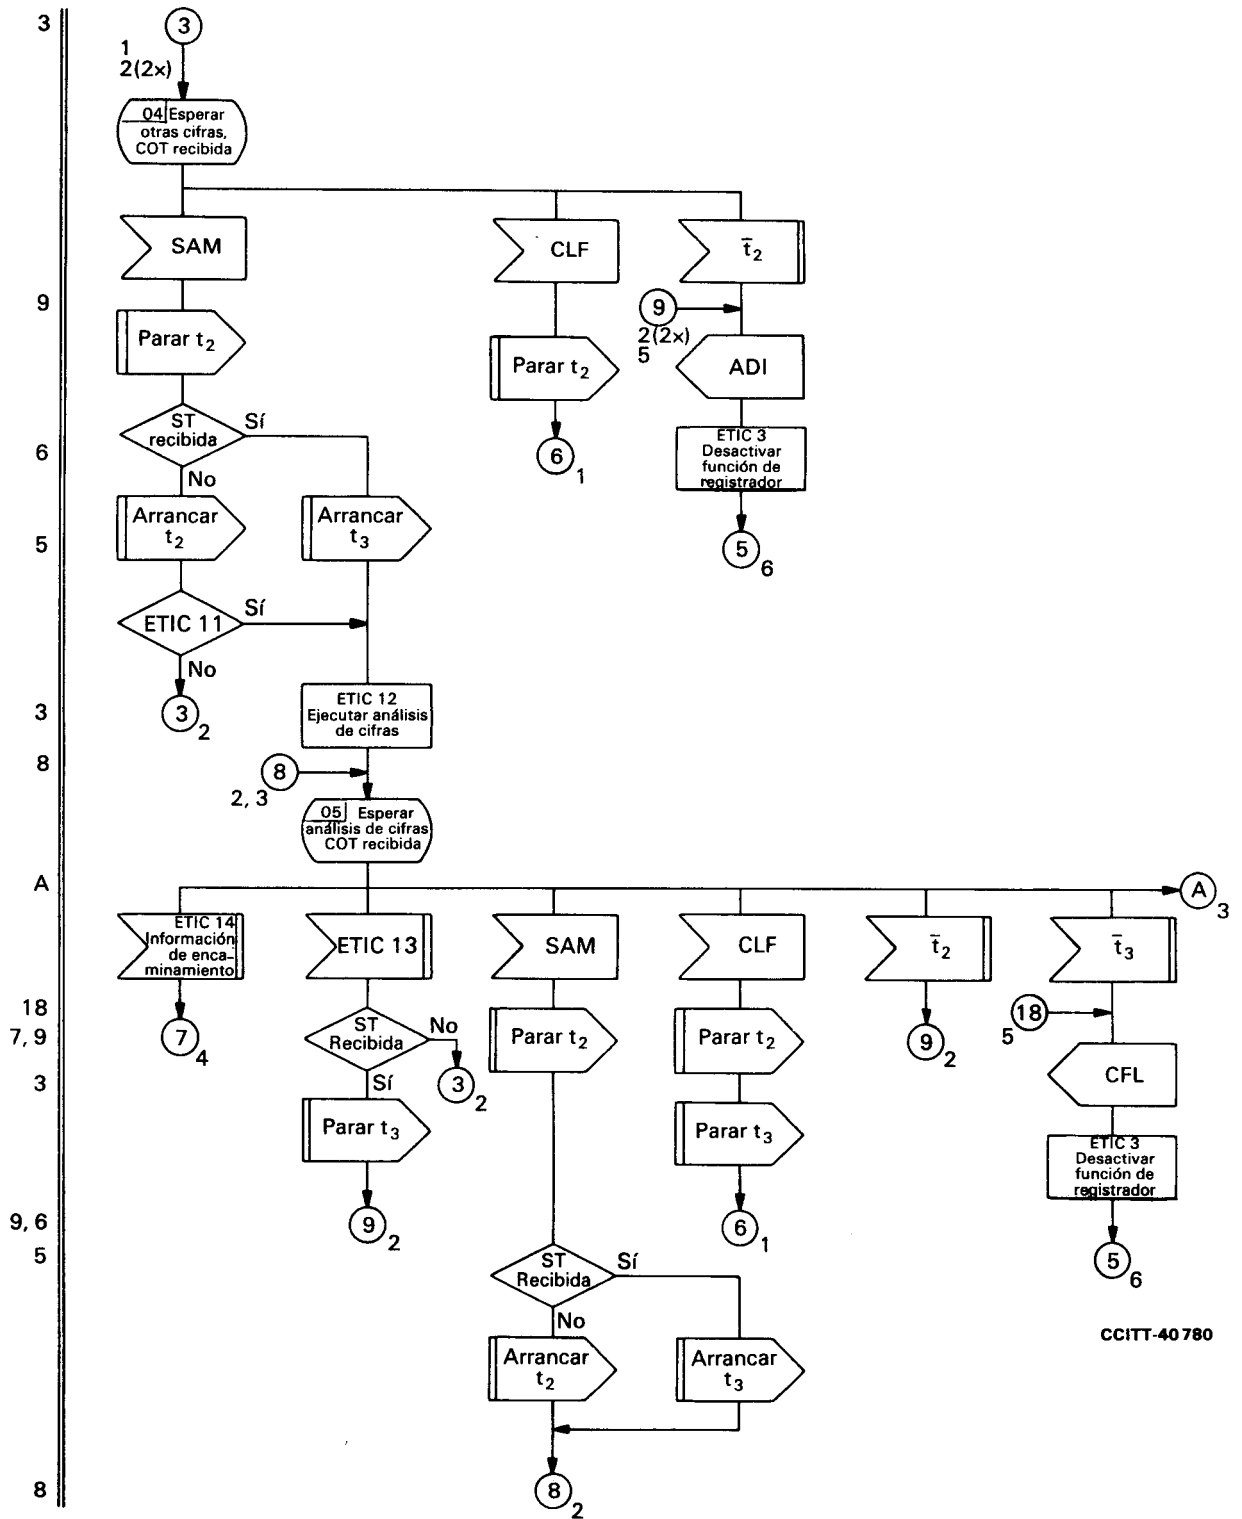 3
3
1
2(2x)
04 Esperar
otras cifras,
COT recibida
SAM
CLF
t̄2
9
9
2(2x)
5
Parar t2
Parar t2
ADI
ST
recibida
Sí
No
6
6
1
ETIC 3
Desactivar
función de
registrador
Arrancar
t2
Arrancar
t3
5
5
6
ETIC 11
Sí
No
3
3
2
ETIC 12
Ejecutar análisis
de cifras
8
8
2, 3
05 Esperar
análisis de cifras
COT recibida
A
A
3
ETIC 14
Información
de enca-
minamiento
ETIC 13
SAM
CLF
t̄2
t̄3
18
7, 9
7
4
ST
Recibida
No
Sí
3
2
Parar t2
Parar t2
9
2
18
5
3
CFL
Parar t3
Parar t3
ETIC 3
Desactivar
función de
registrador
9, 6
9
2
6
1
5
5
6
ST
Recibida
Sí
No
Arrancar
t2
Arrancar
t3
CCITT-40 780
8
8
2